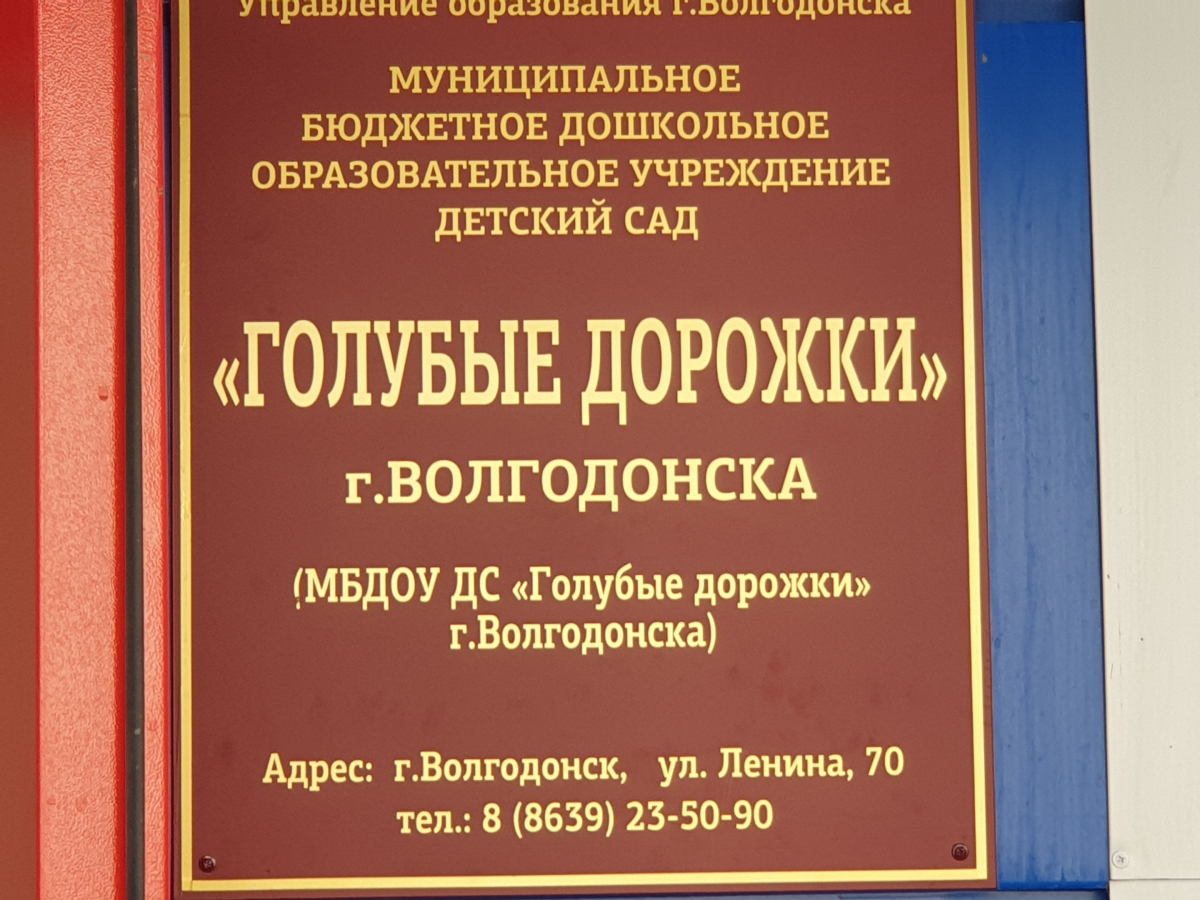 Управление образования г.Волгодонска
МУНИЦИПАЛЬНОЕ
БЮДЖЕТНОЕ ДОШКОЛЬНОЕ
ОБРАЗОВАТЕЛЬНОЕ УЧРЕЖДЕНИЕ
ДЕТСКИЙ САД
«ГОЛУБЫЕ ДОРОЖКИ»
г.ВОЛГОДОНСКА
(МБДОУ ДС «Голубые дорожки»
г.Волгодонска)
Адрес: г.Волгодонск, ул. Ленина, 70
тел.: 8 (8639) 23-50-90